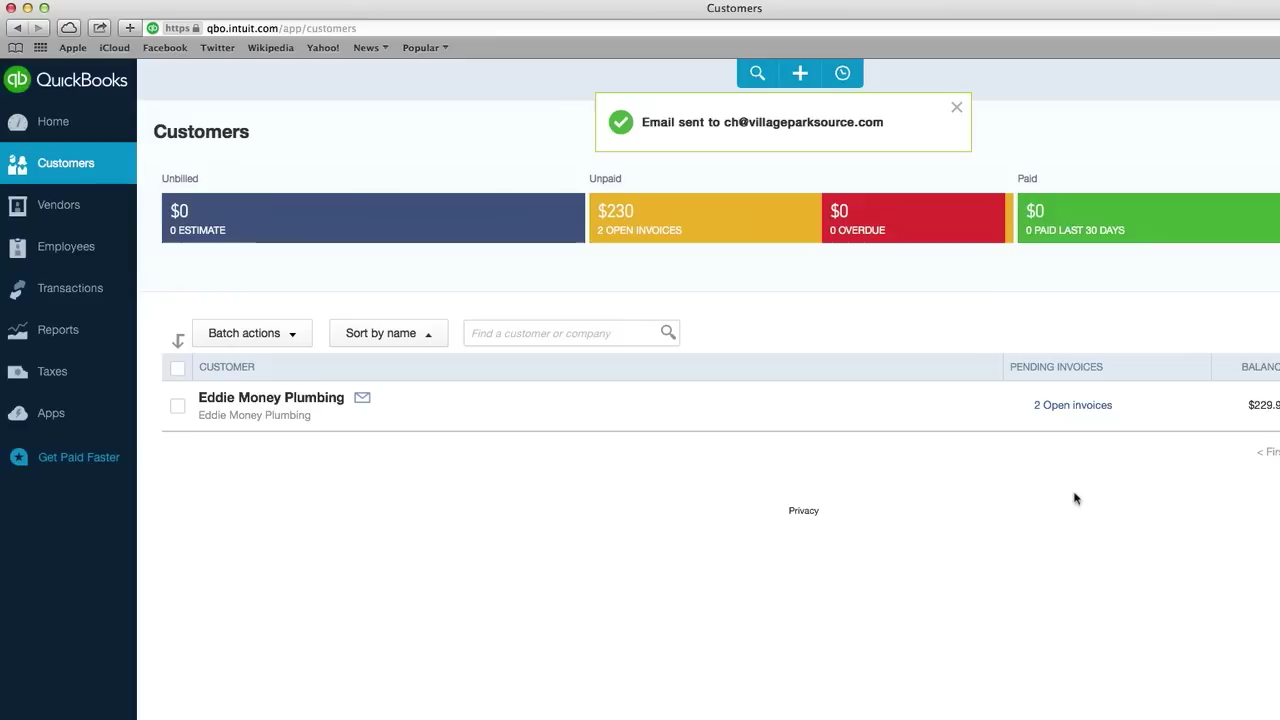 Customers
https qbo.intuit.com/app/customers
Apple iCloud Facebook Twitter Wikipedia Yahoo! News Popular
qb QuickBooks
Home
Customers
Vendors
Employees
Transactions
Reports
Taxes
Apps
Get Paid Faster
Customers
Email sent to ch@villageparksource.com
Unbilled
Unpaid
Paid
$0
0 ESTIMATE
$230
2 OPEN INVOICES
$0
0 OVERDUE
$0
0 PAID LAST 30 DAYS
Batch actions
Sort by name
Find a customer or company
CUSTOMER PENDING INVOICES BALANC
Eddie Money Plumbing
Eddie Money Plumbing
2 Open invoices
$229.9
< Firs
Privacy